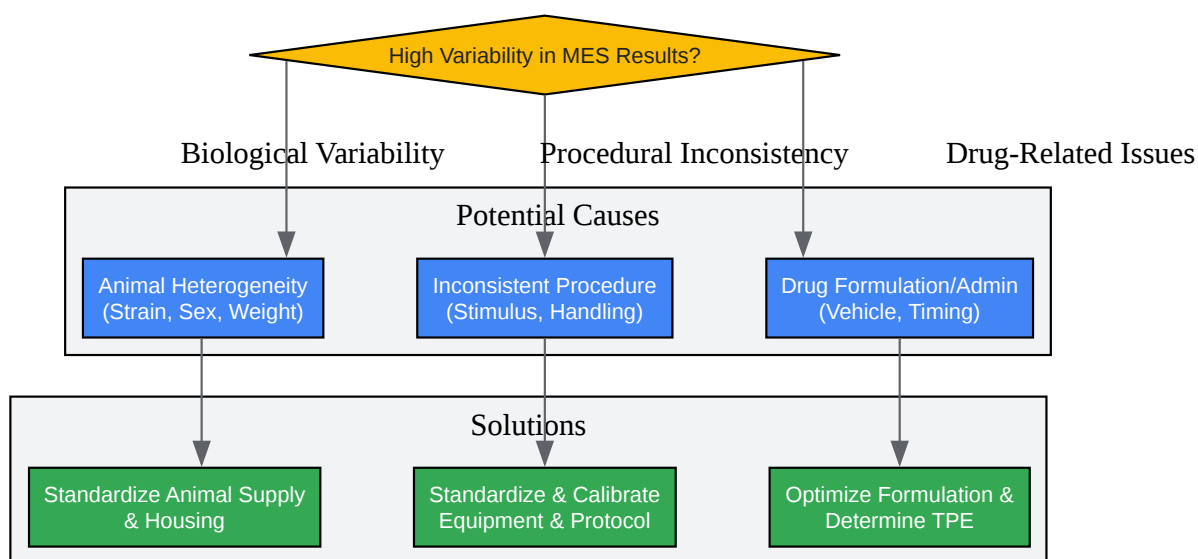 High Variability in MES Results?
Biological Variability
Procedural Inconsistency
Drug-Related Issues
Potential Causes
Animal Heterogeneity
(Strain, Sex, Weight)
Inconsistent Procedure
(Stimulus, Handling)
Drug Formulation/Admin
(Vehicle, Timing)
Solutions
Standardize Animal Supply
& Housing
Standardize & Calibrate
Equipment & Protocol
Optimize Formulation &
Determine TPE